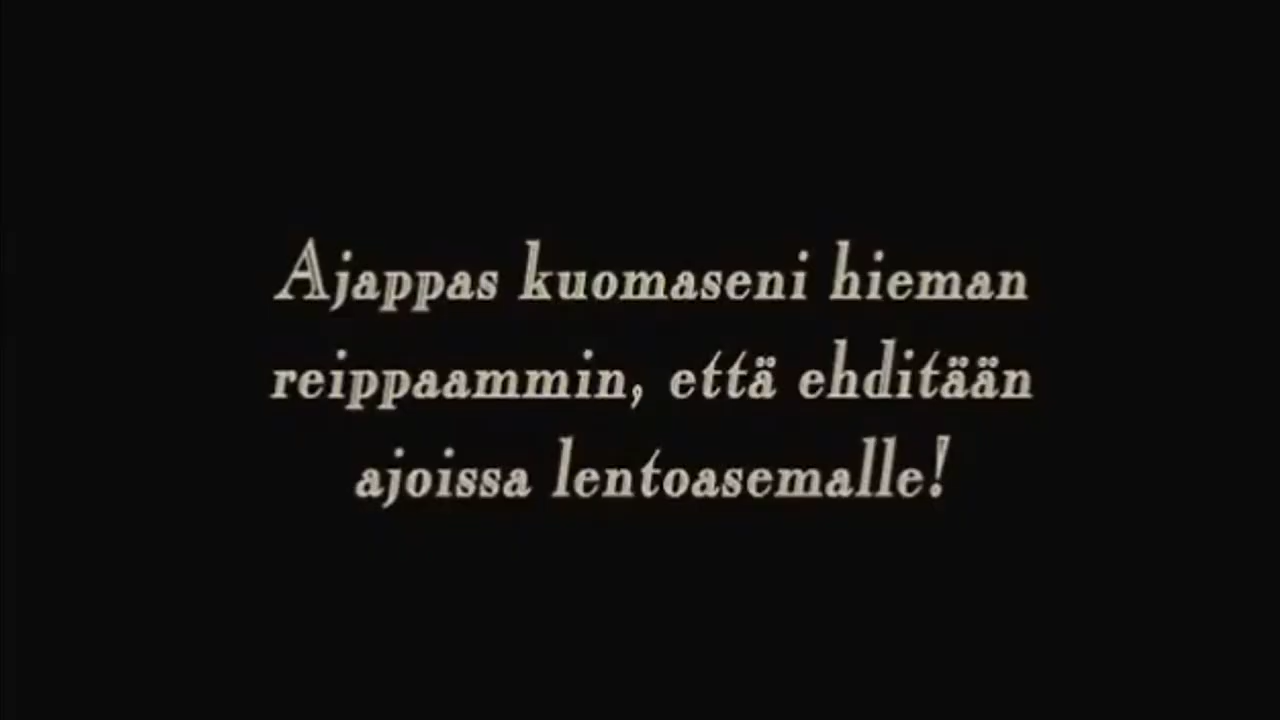 Ajappas kuomaseni hieman
reippaammin, että ehditään
ajoissa lentoasemalle!